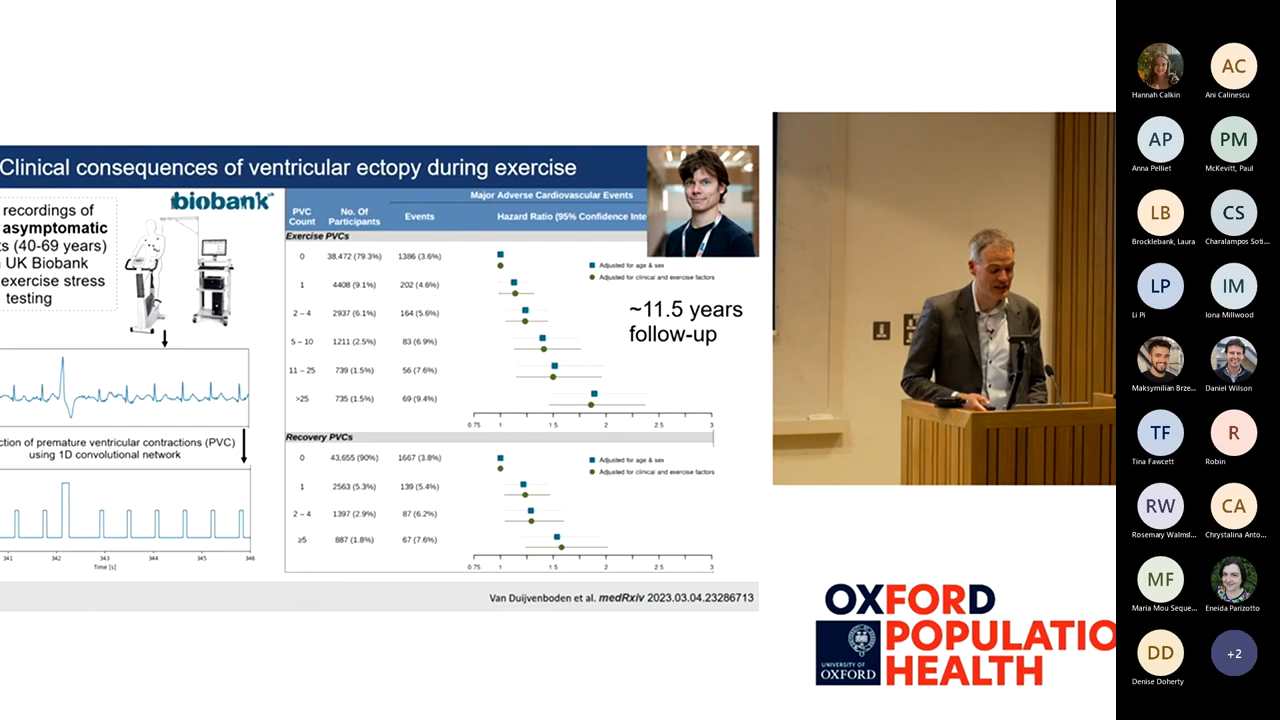 Clinical consequences of ventricular ectopy during exercise
recordings of
asymptomatic
(40-69 years)
UK Biobank
exercise stress
testing
biobank uk
Major Adverse Cardiovascular Events
PVC Count
No. Of Participants
Events
Hazard Ratio (95% Confidence Inte
Exercise PVCs
0 38,472 (79.3%) 1386 (3.6%)
1 4408 (9.1%) 202 (4.6%)
2 – 4 2937 (6.1%) 164 (5.6%)
5 – 10 1211 (2.5%) 83 (6.9%)
11 – 25 739 (1.5%) 56 (7.6%)
>25 735 (1.5%) 69 (9.4%)
Adjusted for age & sex
Adjusted for clinical and exercise factors
~11.5 years
follow-up
0.75 1 1.5 2 2.5 3
Recovery PVCs
0 43,655 (90%) 1667 (3.8%)
1 2563 (5.3%) 139 (5.4%)
2 – 4 1397 (2.9%) 87 (6.2%)
≥5 887 (1.8%) 67 (7.6%)
Adjusted for age & sex
Adjusted for clinical and exercise factors
0.75 1 1.5 2 2.5 3
ction of premature ventricular contractions (PVC)
using 1D convolutional network
341 342 343 344 345 346
Time [s]
Van Duijvenboden et al. medRxiv 2023.03.04.23286713
OXFORD
POPULATIO
HEALTH
UNIVERSITY OF
OXFORD
Hannah Calkin
AC
Ani Calinescu
AP
Anna Pelliet
PM
McKevitt, Paul
LB
Brocklebank, Laura
CS
Charalampos Soti...
LP
Li Pi
IM
Iona Millwood
Maksymilian Brze...
Daniel Wilson
TF
Tina Fawcett
R
Robin
RW
Rosemary Walmsl...
CA
Chrystalina Anto...
MF
Maria Mou Seque...
Eneida Parizotto
DD
Denise Doherty
+2